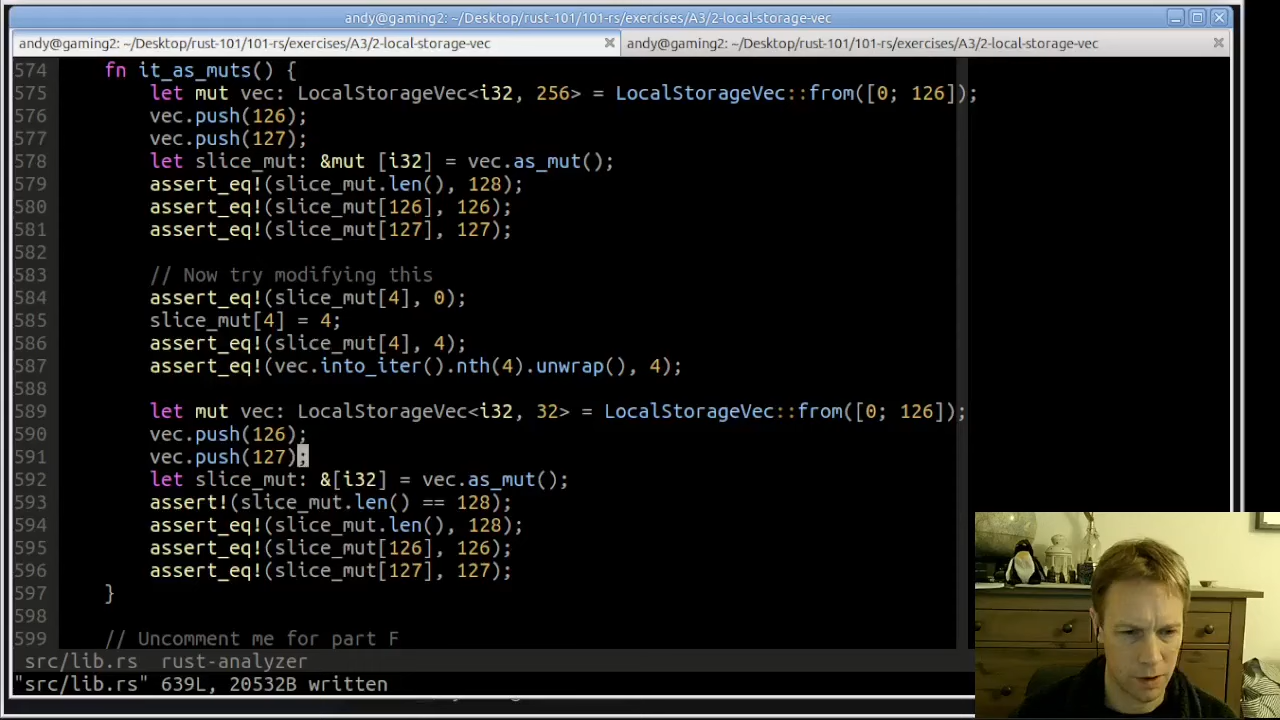 andy@gaming2: ~/Desktop/rust-101/101-rs/exercises/A3/2-local-storage-vec
andy@gaming2: ~/Desktop/rust-101/101-rs/exercises/A3/2-local-storage-vec
andy@gaming2: ~/Desktop/rust-101/101-rs/exercises/A3/2-local-storage-vec
574 fn it_as_muts() {
575 let mut vec: LocalStorageVec<i32, 256> = LocalStorageVec::from([0; 126]);
576 vec.push(126);
577 vec.push(127);
578 let slice_mut: &mut [i32] = vec.as_mut();
579 assert_eq!(slice_mut.len(), 128);
580 assert_eq!(slice_mut[126], 126);
581 assert_eq!(slice_mut[127], 127);
582
583 // Now try modifying this
584 assert_eq!(slice_mut[4], 0);
585 slice_mut[4] = 4;
586 assert_eq!(slice_mut[4], 4);
587 assert_eq!(vec.into_iter().nth(4).unwrap(), 4);
588
589 let mut vec: LocalStorageVec<i32, 32> = LocalStorageVec::from([0; 126]);
590 vec.push(126);
591 vec.push(127);
592 let slice_mut: &[i32] = vec.as_mut();
593 assert!(slice_mut.len() == 128);
594 assert_eq!(slice_mut.len(), 128);
595 assert_eq!(slice_mut[126], 126);
596 assert_eq!(slice_mut[127], 127);
597 }
598
599 // Uncomment me for part F
src/lib.rs rust-analyzer
"src/lib.rs" 639L, 20532B written